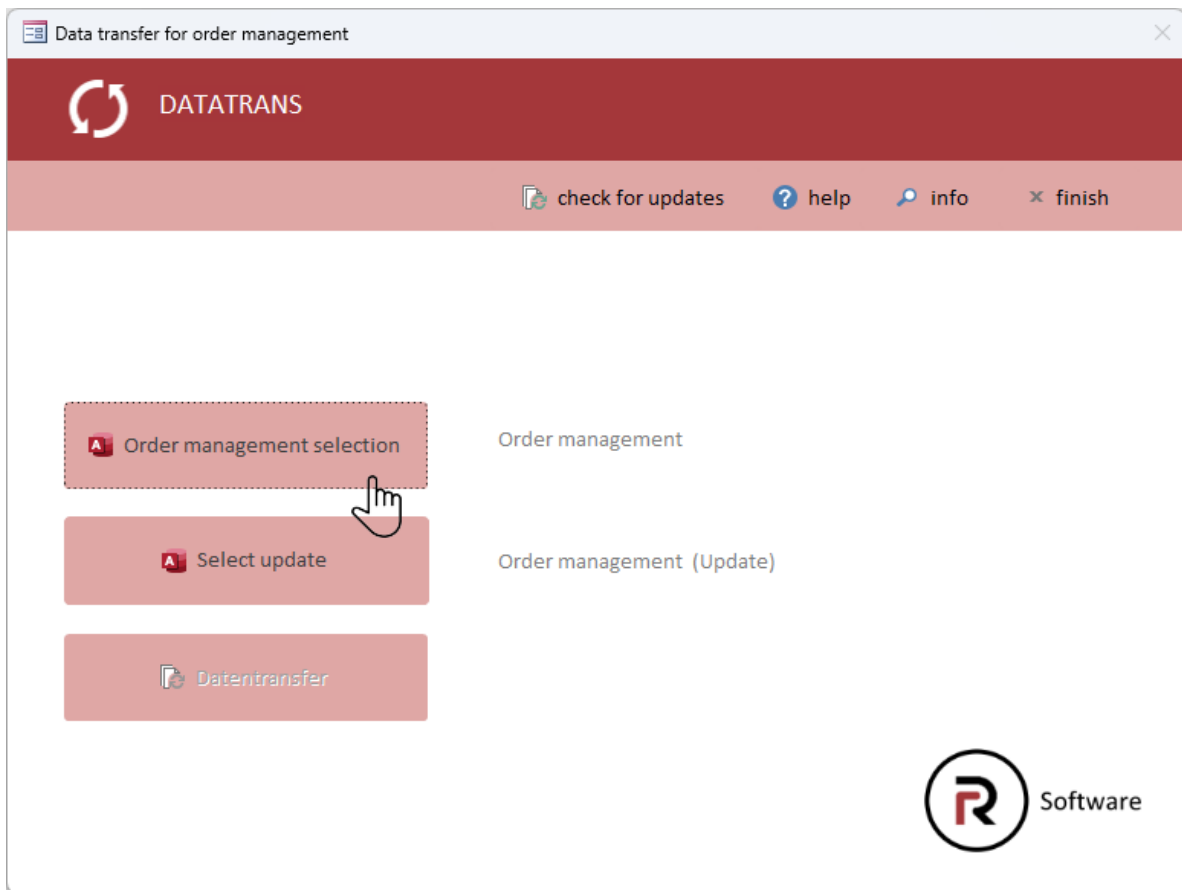 Data transfer for order management
DATATRANS
check for updates help info finish
Order management selection Order management
Select update Order management (Update)
Datentransfer
R Software